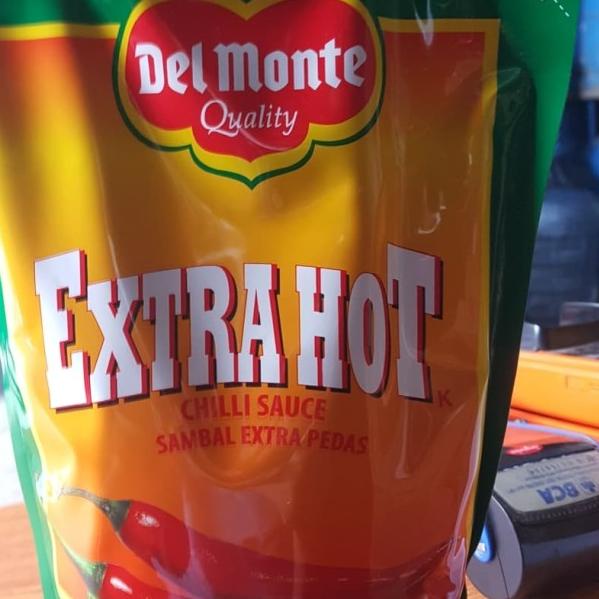 Del Monte
Quality
EXTRA HOT
K
CHILLI SAUCE
SAMBAL EXTRA PEDAS
BCA